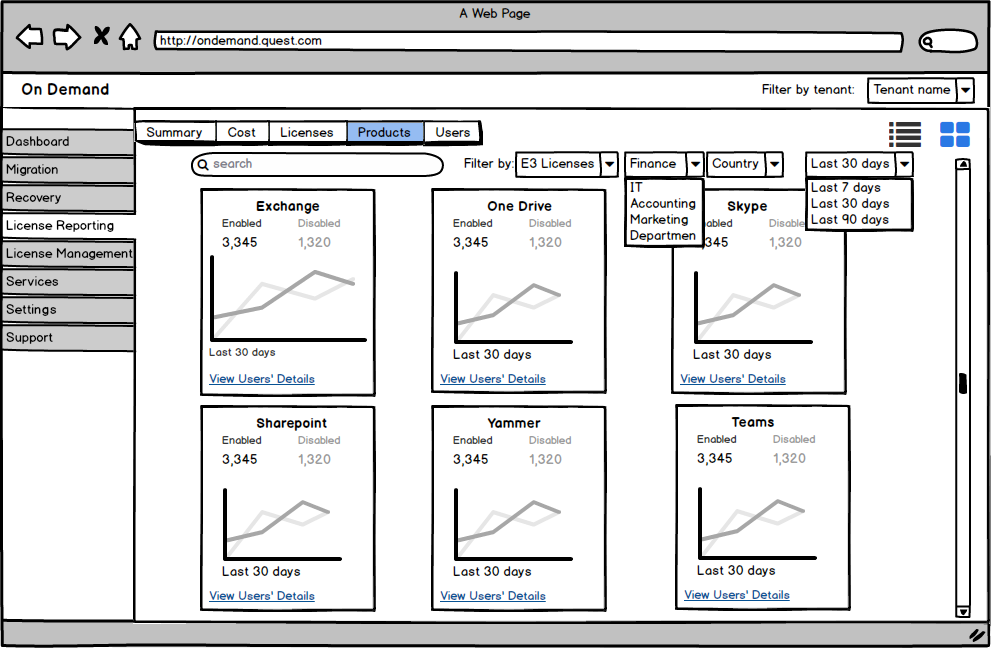 A Web Page
http://ondemand.quest.com
On Demand
Filter by tenant:
Tenant name
Summary
Cost
Licenses
Products
Users
Dashboard
Migration
Recovery
License Reporting
License Management
Services
Settings
Support
search
Filter by:
E3 Licenses
Finance
Country
Last 30 days
IT
Accounting
Marketing
Departmen
Last 7 days
Last 30 days
Last 90 days
Exchange
Enabled Disabled
3,345 1,320
Last 30 days
View Users' Details
One Drive
Enabled Disabled
3,345 1,320
Last 30 days
View Users' Details
Skype
bled Disable
345 1,320
Last 30 days
View Users' Details
Sharepoint
Enabled Disabled
3,345 1,320
Last 30 days
View Users' Details
Yammer
Enabled Disabled
3,345 1,320
Last 30 days
View Users' Details
Teams
Enabled Disabled
3,345 1,320
Last 30 days
View Users' Details